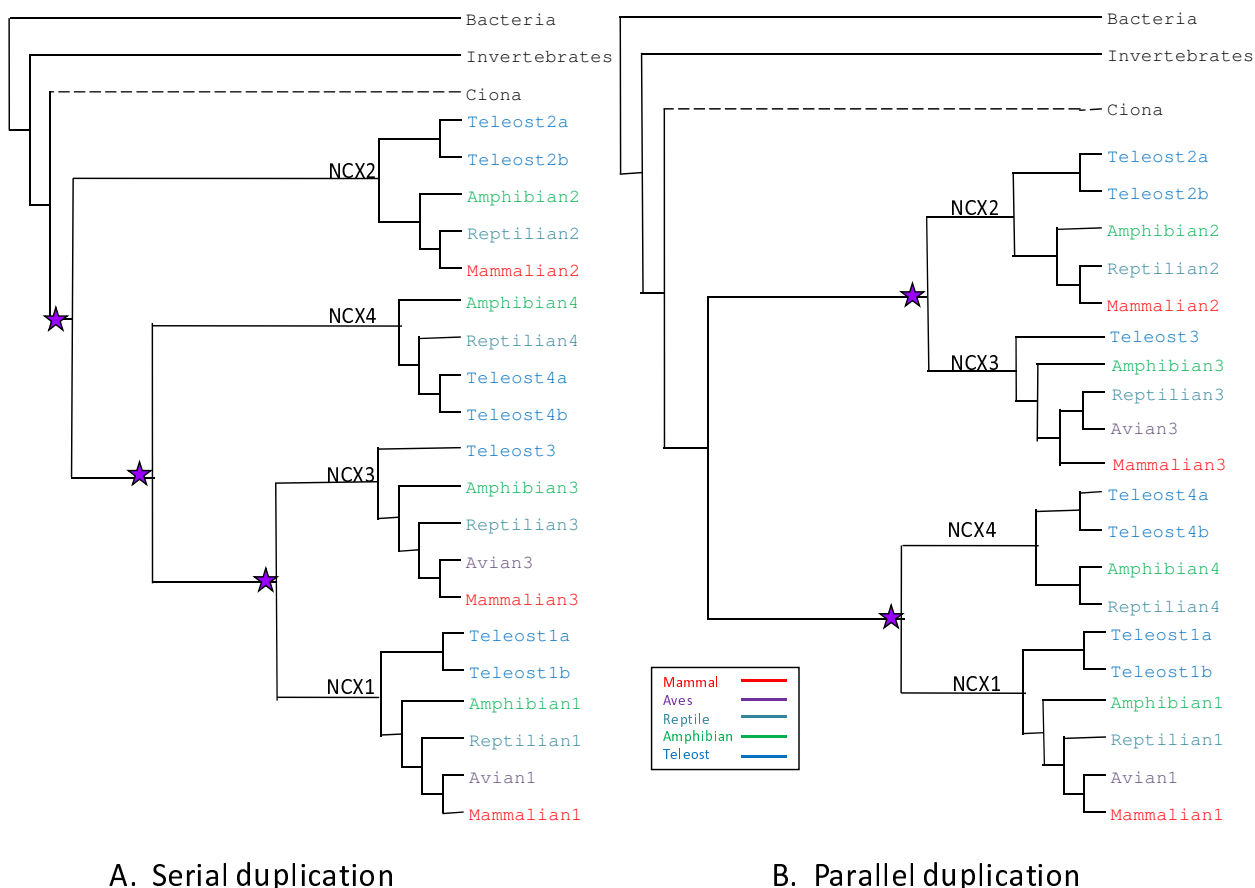 Bacteria
Invertebrates
Ciona
Teleost2a
Teleost2b
NCX2
Amphibian2
Reptilian2
Mammalian2
Amphibian4
NCX4
Reptilian4
Teleost4a
Teleost4b
Teleost3
NCX3
Amphibian3
Reptilian3
Avian3
Mammalian3
Teleost1a
Teleost1b
NCX1
Amphibian1
Reptilian1
Avian1
Mammalian1
A. Serial duplication
Bacteria
Invertebrates
Ciona
Teleost2a
Teleost2b
NCX2
Amphibian2
Reptilian2
Mammalian2
Teleost3
NCX3
Amphibian3
Reptilian3
Avian3
Mammalian3
Teleost4a
Teleost4b
NCX4
Amphibian4
Reptilian4
Teleost1a
Teleost1b
NCX1
Amphibian1
Reptilian1
Avian1
Mammalian1
Mammal
Aves
Reptile
Amphibian
Teleost
B. Parallel duplication